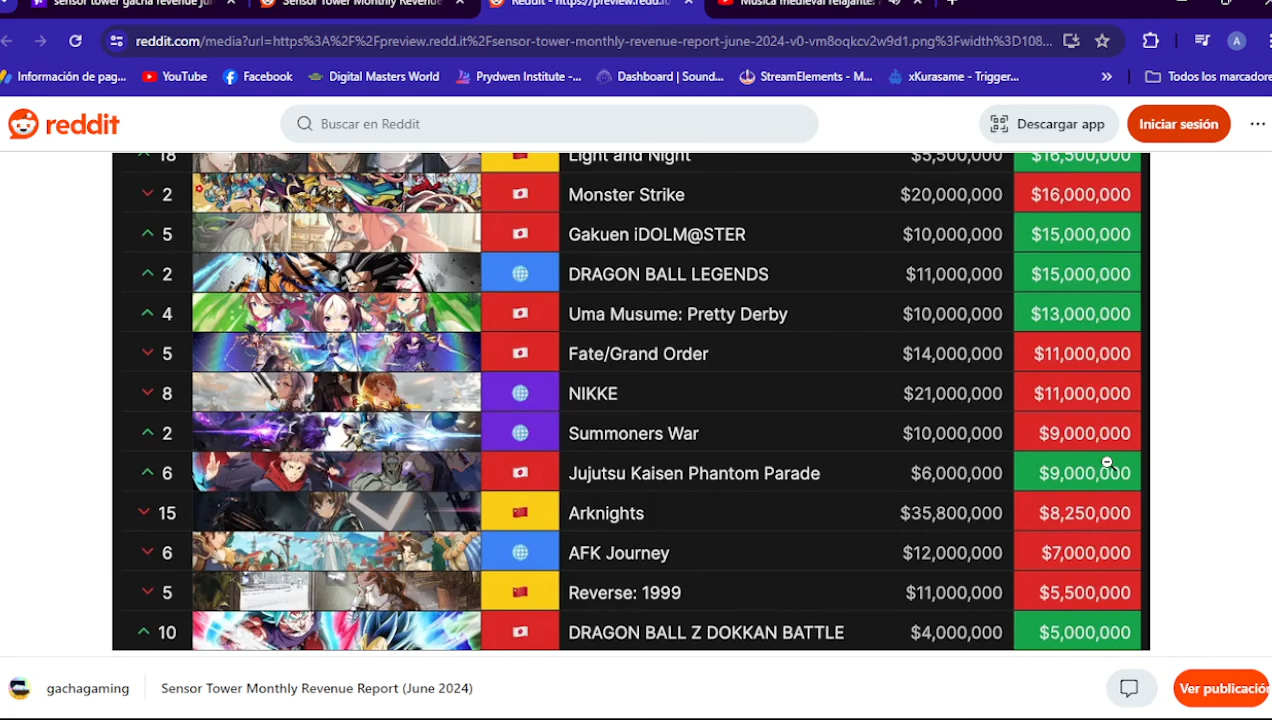 sensor tower gacha revenue ju
Sensor Tower Monthly Revenue
Reddit - https://preview.redd.it
Música medieval relajante:
reddit.com/media?url=https%3A%2F%2Fpreview.redd.it%2Fsensor-tower-monthly-revenue-report-june-2024-v0-vm8oqkcv2w9d1.png%3Fwidth%3D108...
A
Información de pag...
YouTube
Facebook
Digital Masters World
Prydwen Institute -...
Dashboard | Sound...
StreamElements - M...
xKurasame - Trigger...
»
Todos los marcadore
reddit
Buscar en Reddit
Descargar app
Iniciar sesión
18 Light and Night $5,500,000 $16,500,000
2 Monster Strike $20,000,000 $16,000,000
5 Gakuen iDOLM@STER $10,000,000 $15,000,000
2 DRAGON BALL LEGENDS $11,000,000 $15,000,000
4 Uma Musume: Pretty Derby $10,000,000 $13,000,000
5 Fate/Grand Order $14,000,000 $11,000,000
8 NIKKE $21,000,000 $11,000,000
2 Summoners War $10,000,000 $9,000,000
6 Jujutsu Kaisen Phantom Parade $6,000,000 $9,000,000
15 Arknights $35,800,000 $8,250,000
6 AFK Journey $12,000,000 $7,000,000
5 Reverse: 1999 $11,000,000 $5,500,000
10 DRAGON BALL Z DOKKAN BATTLE $4,000,000 $5,000,000
gachagaming
Sensor Tower Monthly Revenue Report (June 2024)
Ver publicació